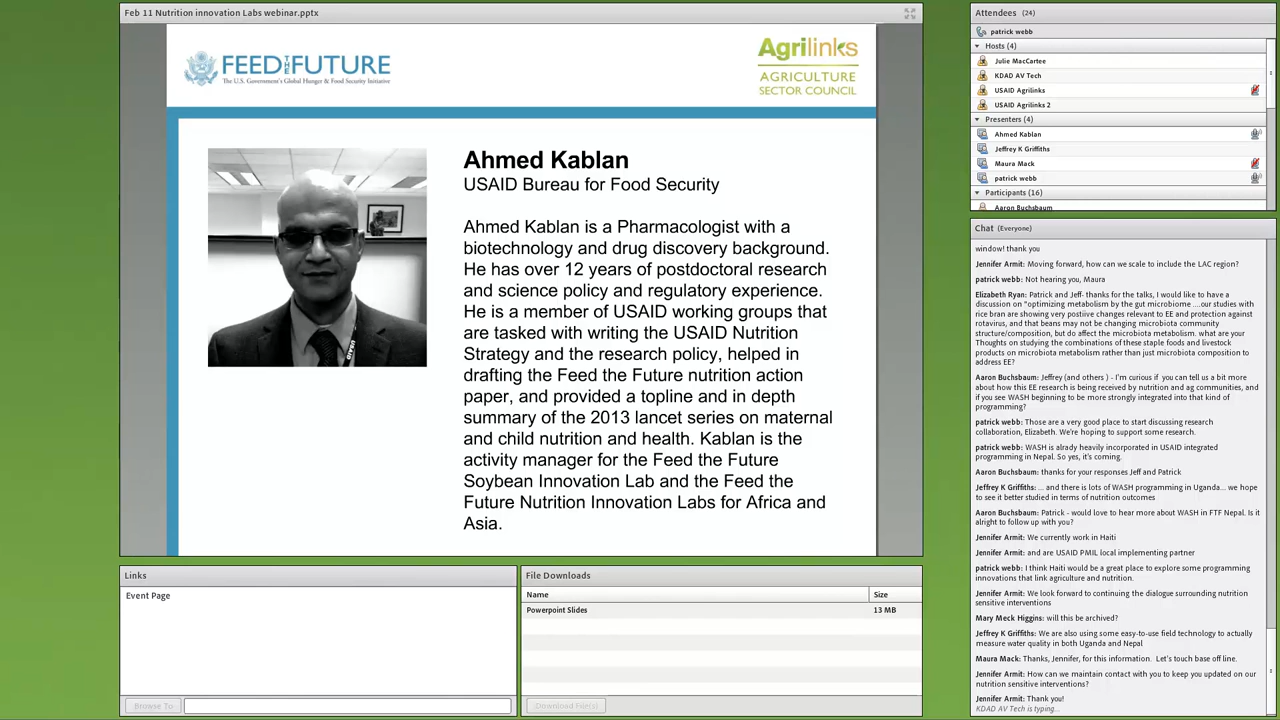 Feb 11 Nutrition innovation Labs webinar.pptx
FEED THE FUTURE
The U.S. Government's Global Hunger & Food Security Initiative
Agrilinks
AGRICULTURE
SECTOR COUNCIL
Ahmed Kablan
USAID Bureau for Food Security
Ahmed Kablan is a Pharmacologist with a
biotechnology and drug discovery background.
He has over 12 years of postdoctoral research
and science policy and regulatory experience.
He is a member of USAID working groups that
are tasked with writing the USAID Nutrition
Strategy and the research policy, helped in
drafting the Feed the Future nutrition action
paper, and provided a topline and in depth
summary of the 2013 lancet series on maternal
and child nutrition and health. Kablan is the
activity manager for the Feed the Future
Soybean Innovation Lab and the Feed the
Future Nutrition Innovation Labs for Africa and
Asia.
USAID
Links
Event Page
Browse To
File Downloads
Name Size
Powerpoint Slides 13 MB
Download File(s)
Attendees (24)
patrick webb
Hosts (4)
Julie MacCartee
KDAD AV Tech
USAID Agrilinks
USAID Agrilinks 2
Presenters (4)
Ahmed Kablan
Jeffrey K Griffiths
Maura Mack
patrick webb
Participants (16)
Aaron Buchsbaum
Chat (Everyone)
window! thank you
Jennifer Armit: Moving forward, how can we scale to include the LAC region?
patrick webb: Not hearing you, Maura
Elizabeth Ryan: Patrick and Jeff- thanks for the talks, I would like to have a
discussion on "optimizing metabolism by the gut microbiome ....our studies with
rice bran are showing very positive changes relevant to EE and protection against
rotavirus, and that beans may not be changing microbiota community
structure/composition, but do affect the microbiota metabolism. what are your
Thoughts on studying the combinations of these staple foods and livestock
products on microbiota metabolism rather than just microbiota composition to
address EE?
Aaron Buchsbaum: Jeffrey (and others ) - I'm curious if you can tell us a bit more
about how this EE research is being received by nutrition and ag communities, and
if you see WASH beginning to be more strongly integrated into that kind of
programming?
patrick webb: Those are a very good place to start discussing research
collaboration, Elizabeth. We're hoping to support some research.
patrick webb: WASH is alrady heavily incorporated in USAID integrated
programming in Nepal. So yes, it's coming.
Aaron Buchsbaum: thanks for your responses Jeff and Patrick
Jeffrey K Griffiths: ... and there is lots of WASH programming in Uganda... we hope
to see it better studied in terms of nutrition outcomes
Aaron Buchsbaum: Patrick - would love to hear more about WASH in FTF Nepal. Is it
alright to follow up with you?
Jennifer Armit: We currently work in Haiti
Jennifer Armit: and are USAID PMIL local implementing partner
patrick webb: I think Haiti would be a great place to explore some programming
innovations that link agriculture and nutrition.
Jennifer Armit: We look forward to continuing the dialogue surrounding nutrition
sensitive interventions
Mary Meck Higgins: will this be archived?
Jeffrey K Griffiths: We are also using some easy-to-use field technology to actually
measure water quality in both Uganda and Nepal
Maura Mack: Thanks, Jennifer, for this information. Let's touch base off line.
Jennifer Armit: How can we maintain contact with you to keep you updated on our
nutrition sensitive interventions?
Jennifer Armit: Thank you!
KDAD AV Tech is typing...